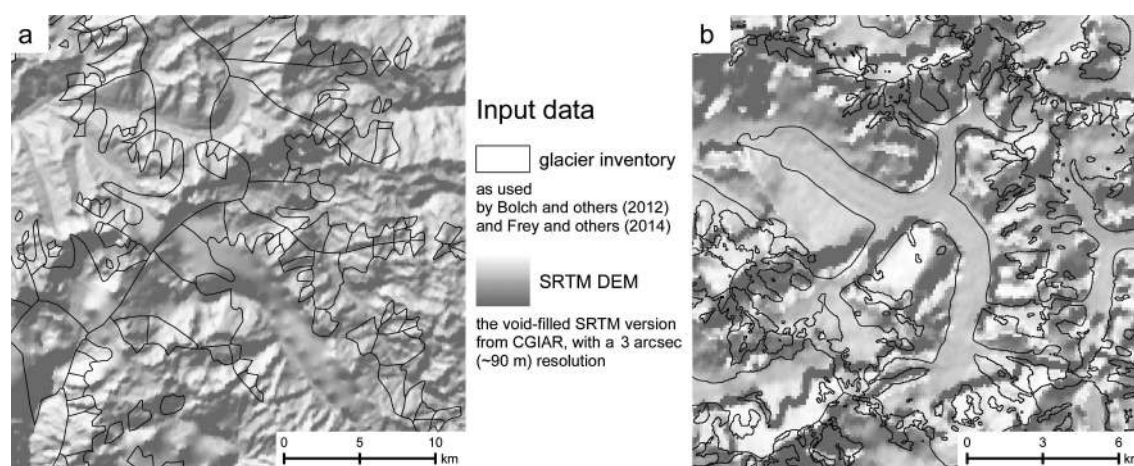 a
b
Input data
glacier inventory
as used
by Bolch and others (2012)
and Frey and others (2014)
SRTM DEM
the void-filled SRTM version
from CGIAR, with a 3 arcsec
(~90 m) resolution
0 5 10
km
0 3 6